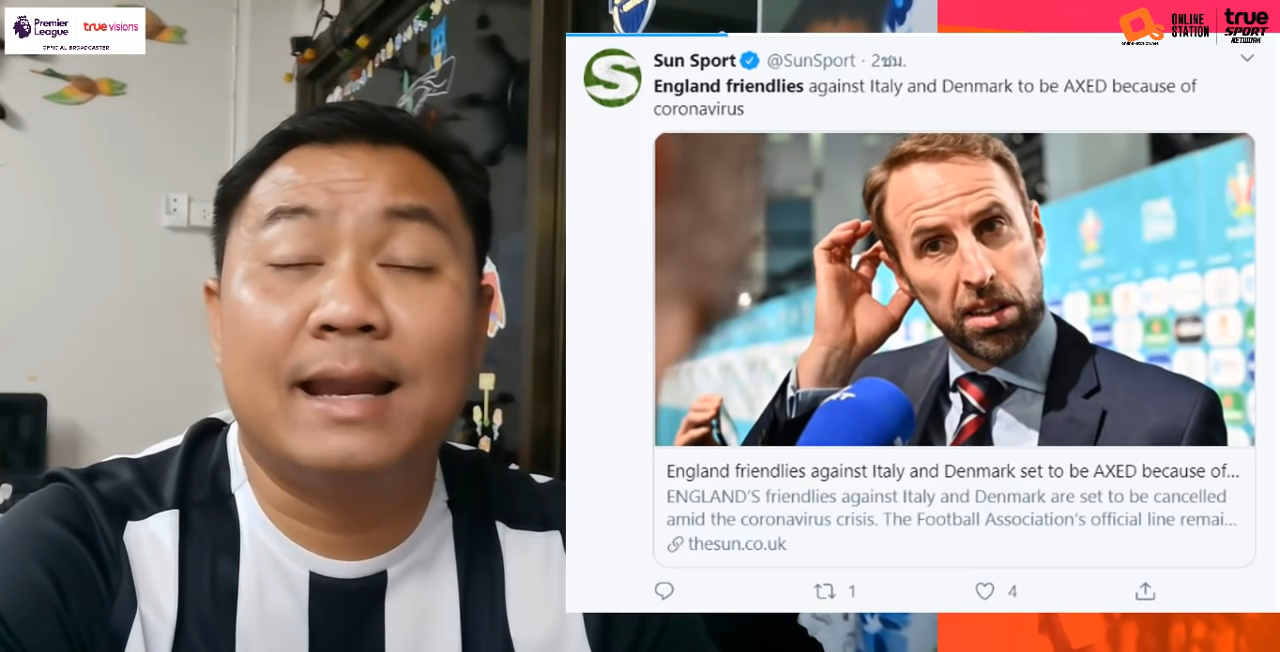 Premier League
true visions
OFFICIAL BROADCASTER
ONLINE STATION
true SPORT NETWORK
Sun Sport @SunSport · 2ชม.
England friendlies against Italy and Denmark to be AXED because of
coronavirus
England friendlies against Italy and Denmark set to be AXED because of...
ENGLAND'S friendlies against Italy and Denmark are set to be cancelled
amid the coronavirus crisis. The Football Association's official line remai...
thesun.co.uk
1
4